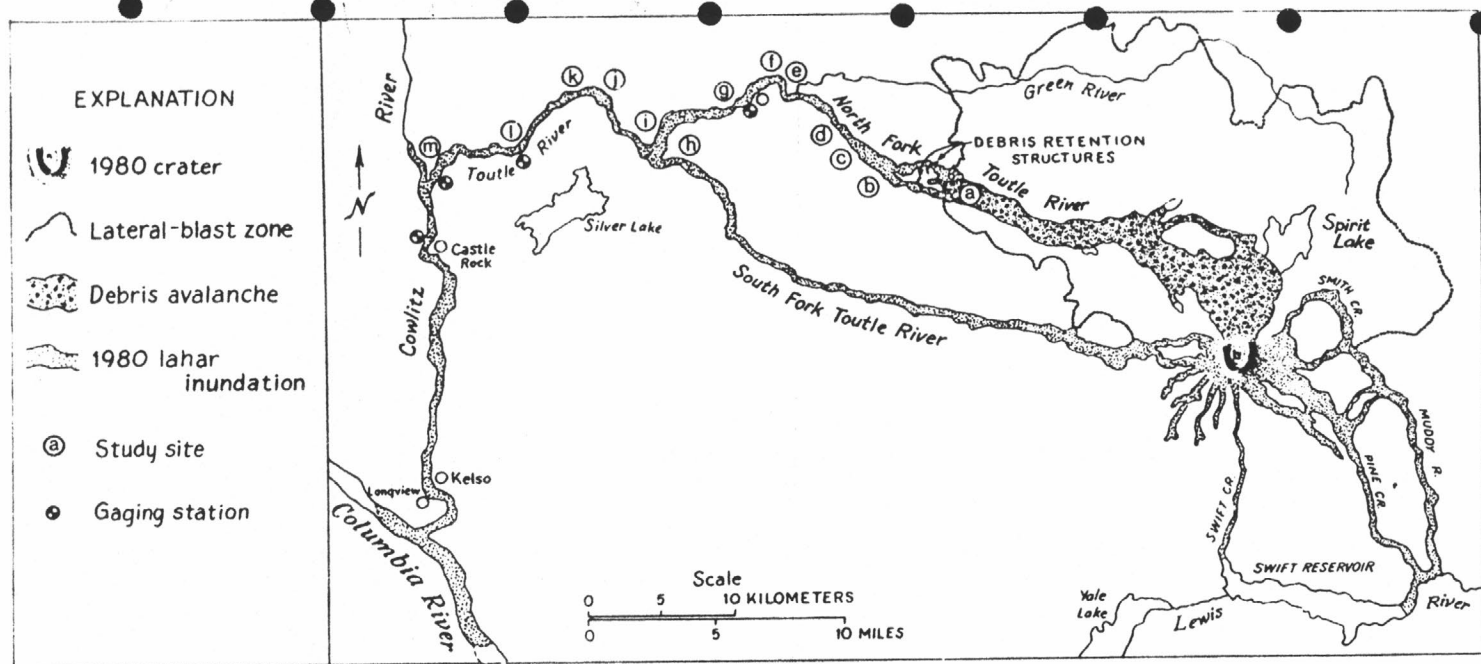 EXPLANATION
1980 crater
Lateral-blast zone
Debris avalanche
1980 lahar
inundation
a Study site
Gaging station
River
N
m
l
k
j
i
h
g
f
e
d
c
b
a
Toutle River
Silver Lake
Castle
Rock
Cowlitz
Kelso
Longview
Columbia River
North Fork
Toutle
River
DEBRIS RETENTION
STRUCTURES
Green River
Spirit
Lake
South Fork Toutle River
SMITH CR.
MUDDY R.
PINE CR.
SWIFT CR.
SWIFT RESERVOIR
Yale
Lake
Lewis
River
Scale
0 5 10 KILOMETERS
0 5 10 MILES